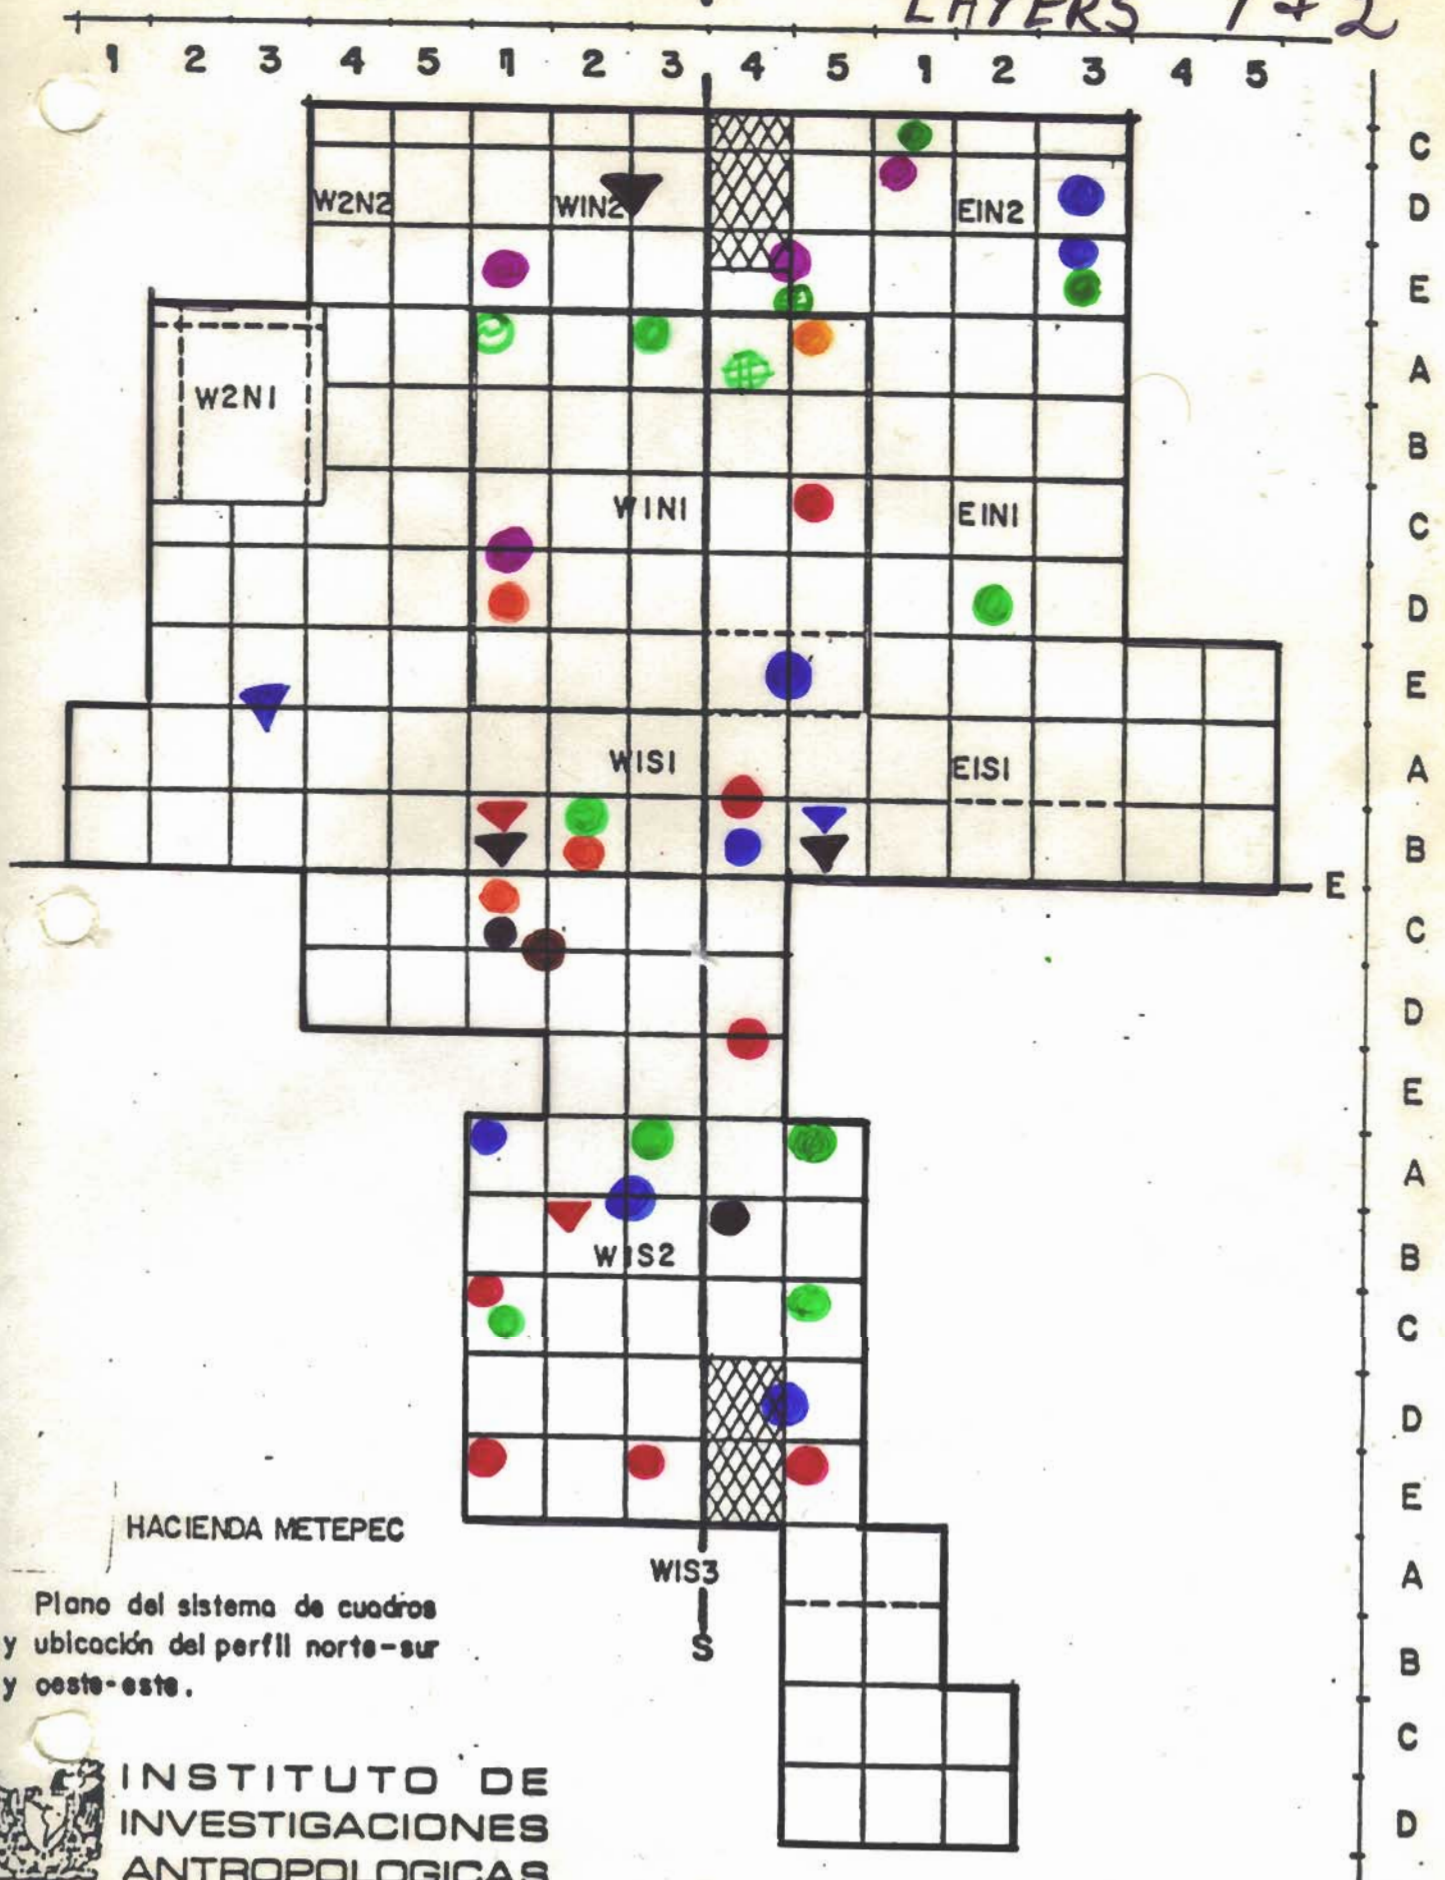 LAYERS 1 + 2
1 2 3 4 5 1 2 3 4 5 1 2 3 4 5
C
W2N2 WIN2 EIN2 D
E
A
W2N1
B
WINI EINI C
D
E
WISI EISI A
B
E
C
D
E
A
B
WIS2
C
D
E
HACIENDA METEPEC
WIS3 A
Plano del sistema de cuadros
y ubicación del perfil norte-sur
S B
y oeste-este.
C
INSTITUTO DE
INVESTIGACIONES D
ANTROPOLOGICAS